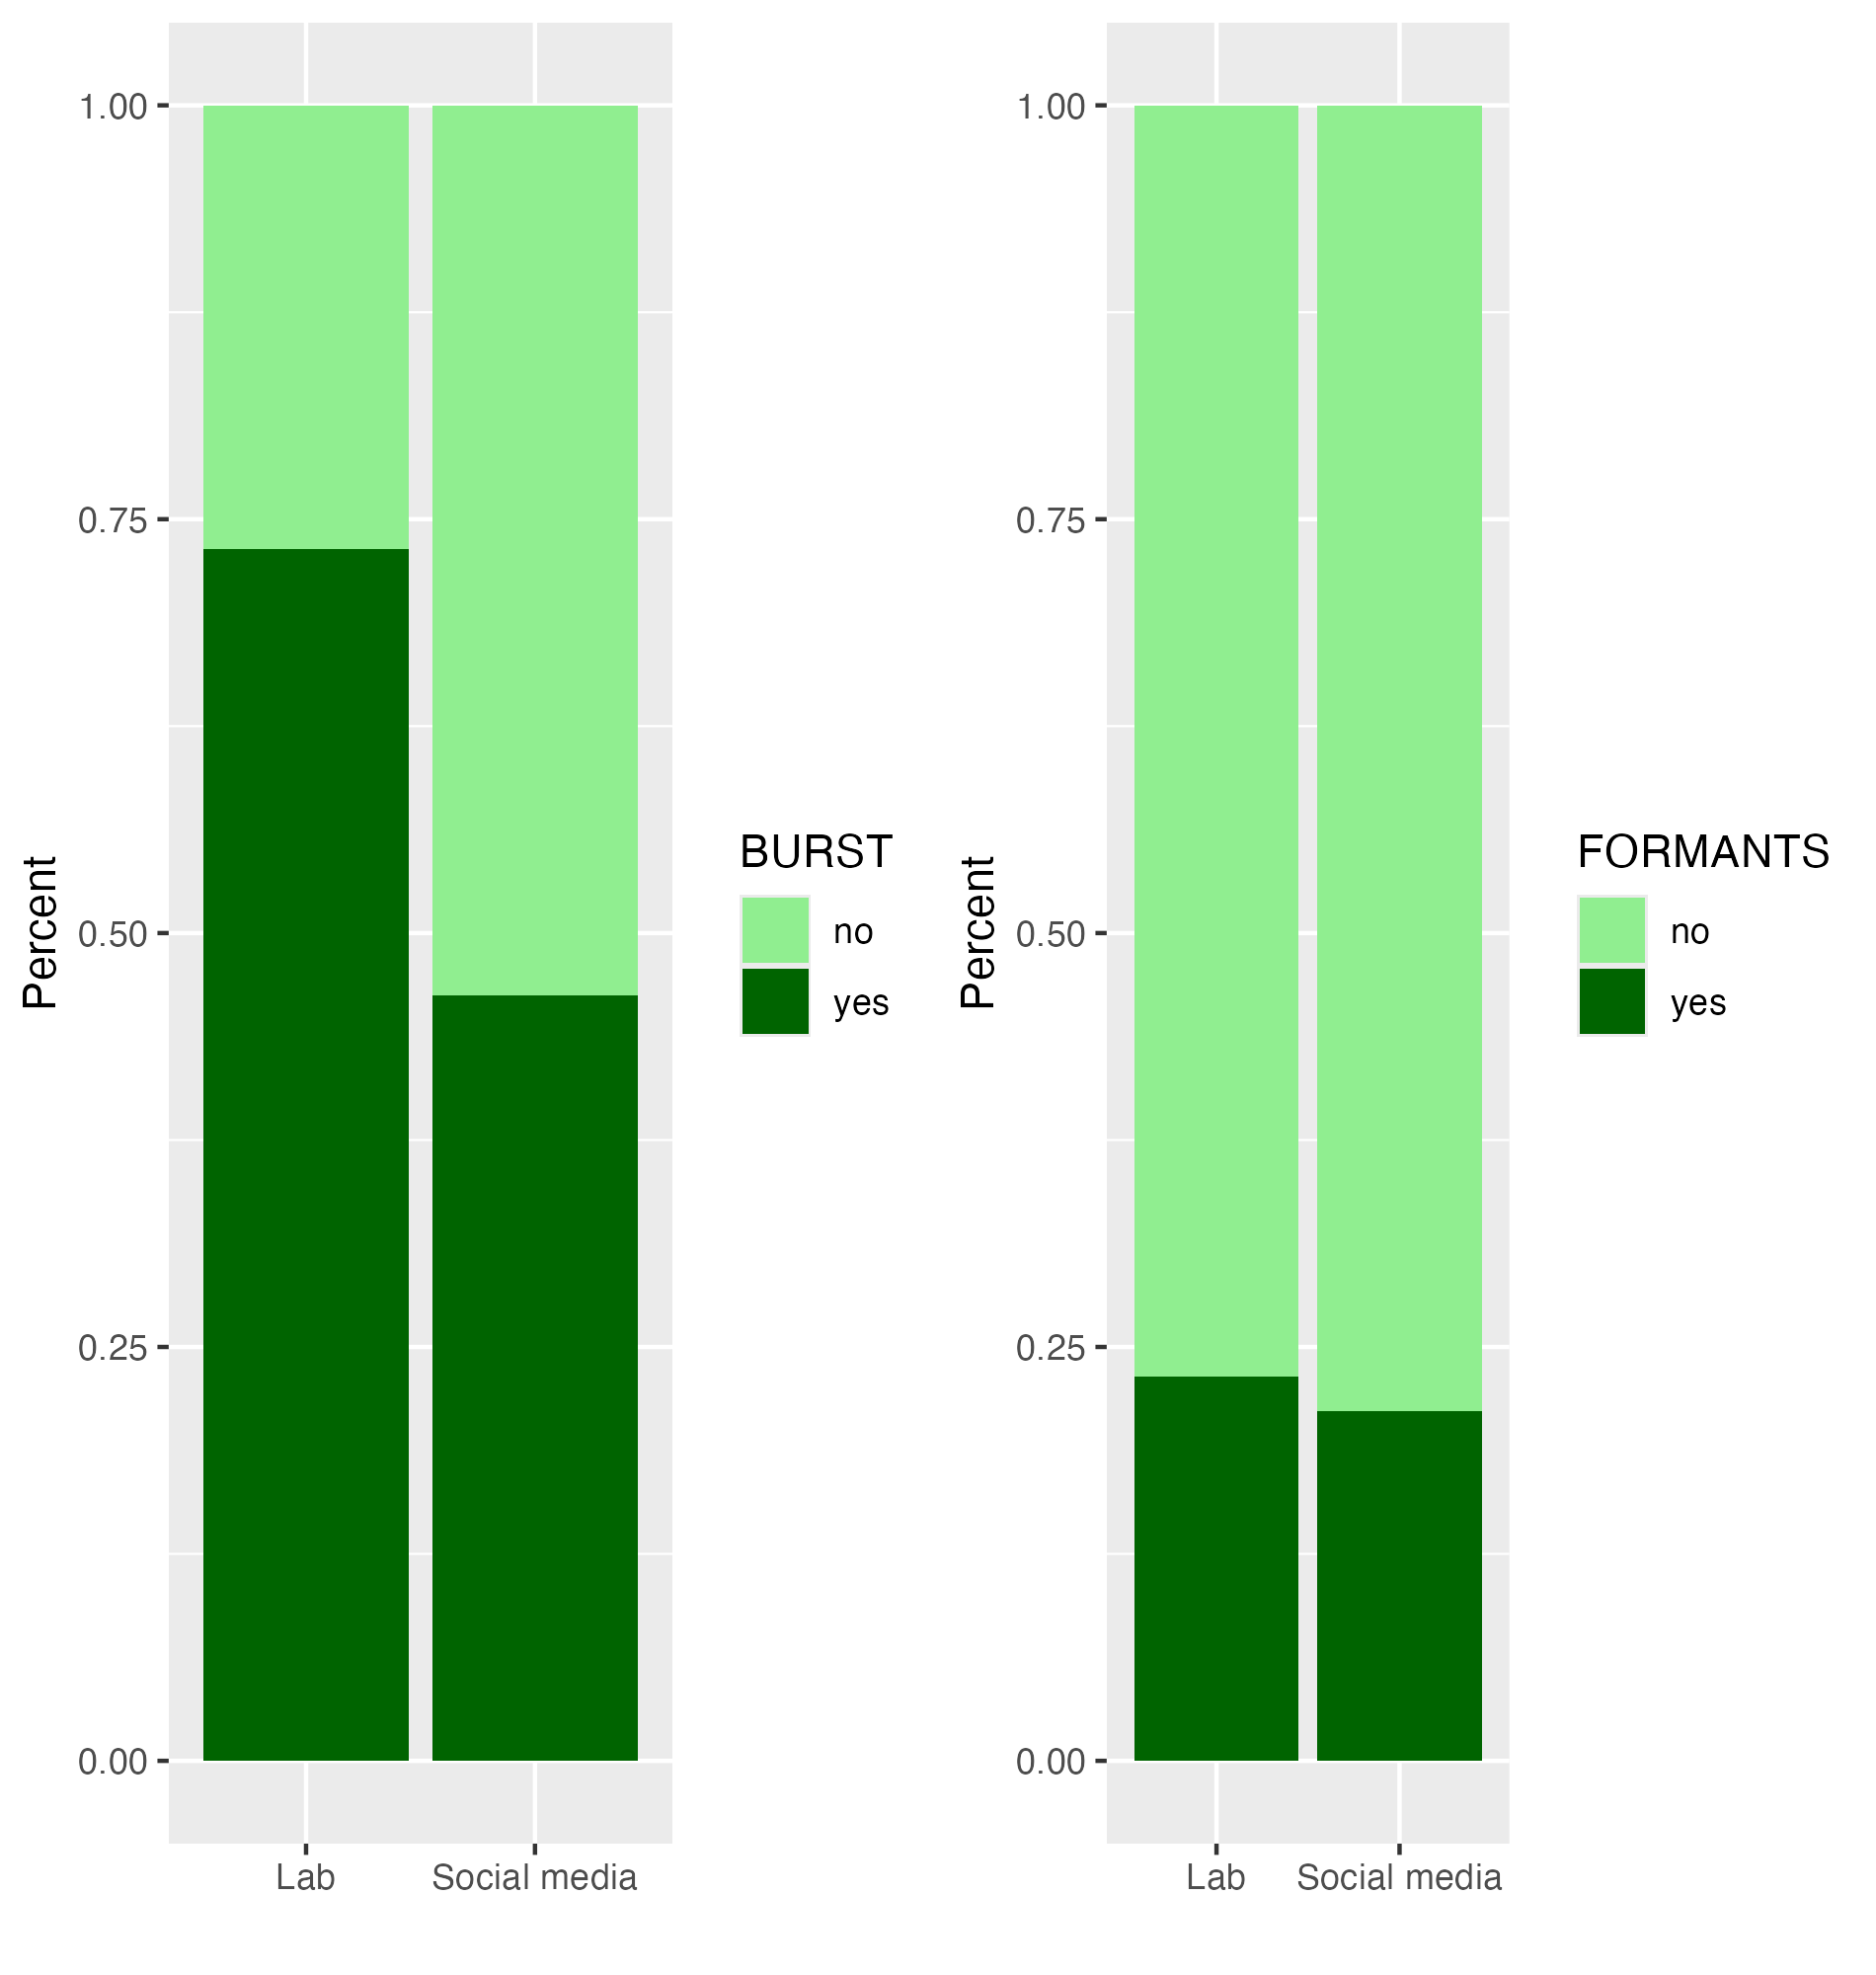 Percent
1.00
0.75
0.50
0.25
0.00
Lab
Social media
BURST
no
yes
Percent
1.00
0.75
0.50
0.25
0.00
Lab
Social media
FORMANTS
no
yes